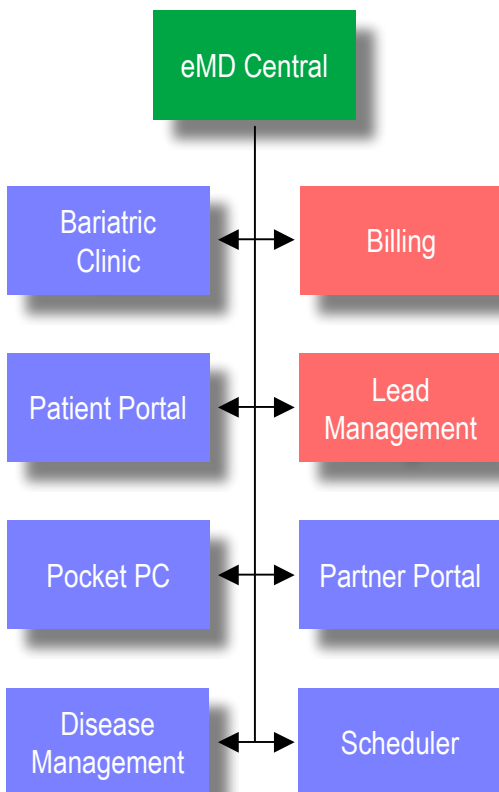 eMD Central
Bariatric
Clinic
Billing
Patient Portal
Lead
Management
Pocket PC
Partner Portal
Disease
Management
Scheduler